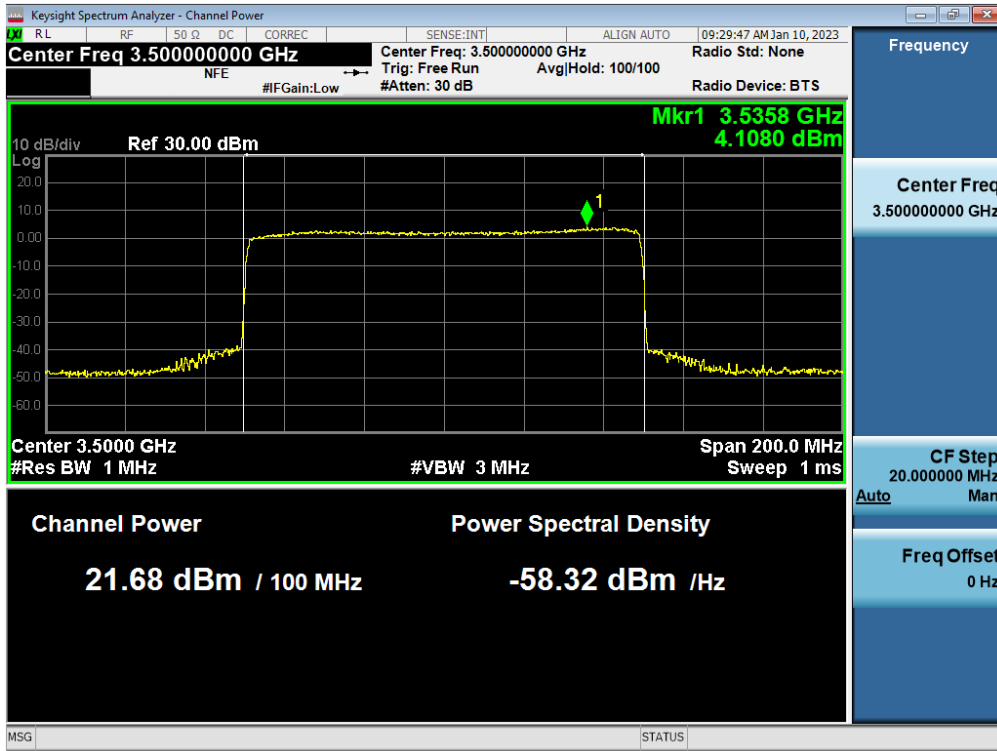 Keysight Spectrum Analyzer - Channel Power
LXI RL RF 50 Ω DC CORREC SENSE:INT ALIGN AUTO 09:29:47 AM Jan 10, 2023
Center Freq 3.500000000 GHz
NFE
#IFGain:Low
Center Freq: 3.500000000 GHz
Trig: Free Run Avg|Hold: 100/100
#Atten: 30 dB
Radio Std: None
Radio Device: BTS
Frequency
Mkr1 3.5358 GHz
4.1080 dBm
10 dB/div Ref 30.00 dBm
Log
20.0
10.0
0.00
-10.0
-20.0
-30.0
-40.0
-50.0
-60.0
1
Center 3.5000 GHz Span 200.0 MHz
#Res BW 1 MHz #VBW 3 MHz Sweep 1 ms
Center Freq
3.500000000 GHz
CF Step
20.000000 MHz
Auto Man
Freq Offset
0 Hz
Channel Power Power Spectral Density
21.68 dBm / 100 MHz -58.32 dBm /Hz
MSG STATUS